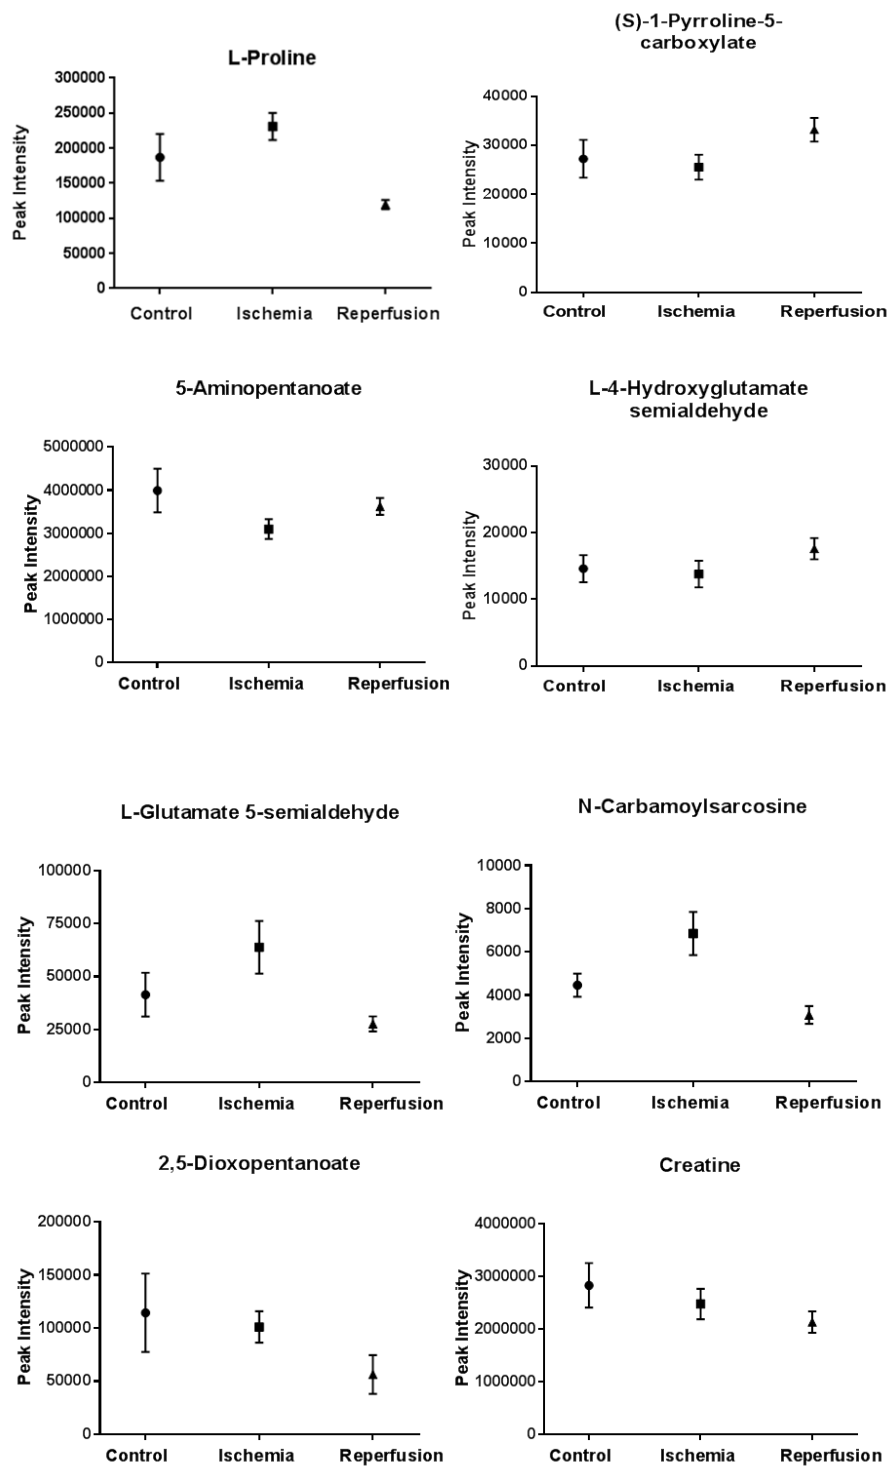 L-Proline
300000
250000
200000
150000
100000
50000
0
Peak Intensity
Control Ischemia Reperfusion
(S)-1-Pyrroline-5-
carboxylate
40000
30000
20000
10000
0
Peak Intensity
Control Ischemia Reperfusion
5-Aminopentanoate
5000000
4000000
3000000
2000000
1000000
0
Peak Intensity
Control Ischemia Reperfusion
L-4-Hydroxyglutamate
semialdehyde
30000
20000
10000
0
Peak Intensity
Control Ischemia Reperfusion
L-Glutamate 5-semialdehyde
100000
75000
50000
25000
0
Peak Intensity
Control Ischemia Reperfusion
N-Carbamoylsarcosine
10000
8000
6000
4000
2000
0
Peak Intensity
Control Ischemia Reperfusion
2,5-Dioxopentanoate
200000
150000
100000
50000
0
Peak Intensity
Control Ischemia Reperfusion
Creatine
4000000
3000000
2000000
1000000
0
Peak Intensity
Control Ischemia Reperfusion